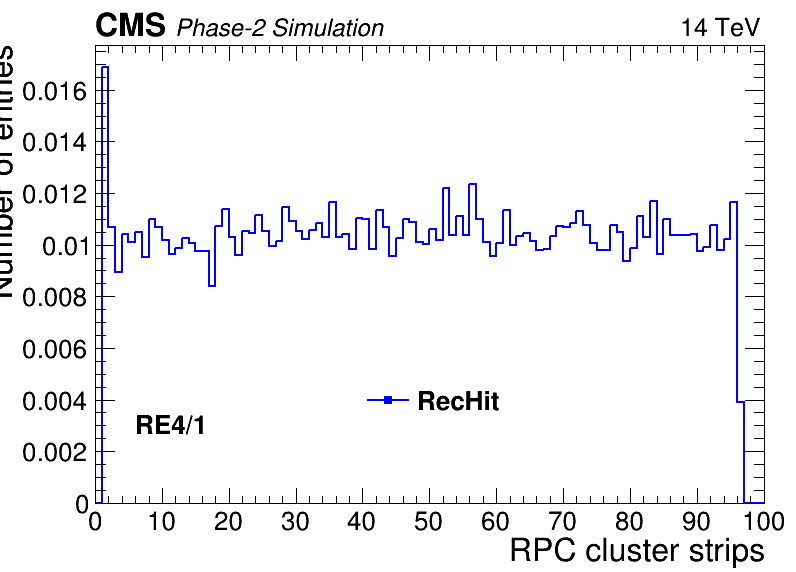 CMS Phase-2 Simulation 14 TeV
Number of entries
0.016
0.014
0.012
0.01
0.008
0.006
0.004
0.002
0
RecHit
RE4/1
0 10 20 30 40 50 60 70 80 90 100
RPC cluster strips